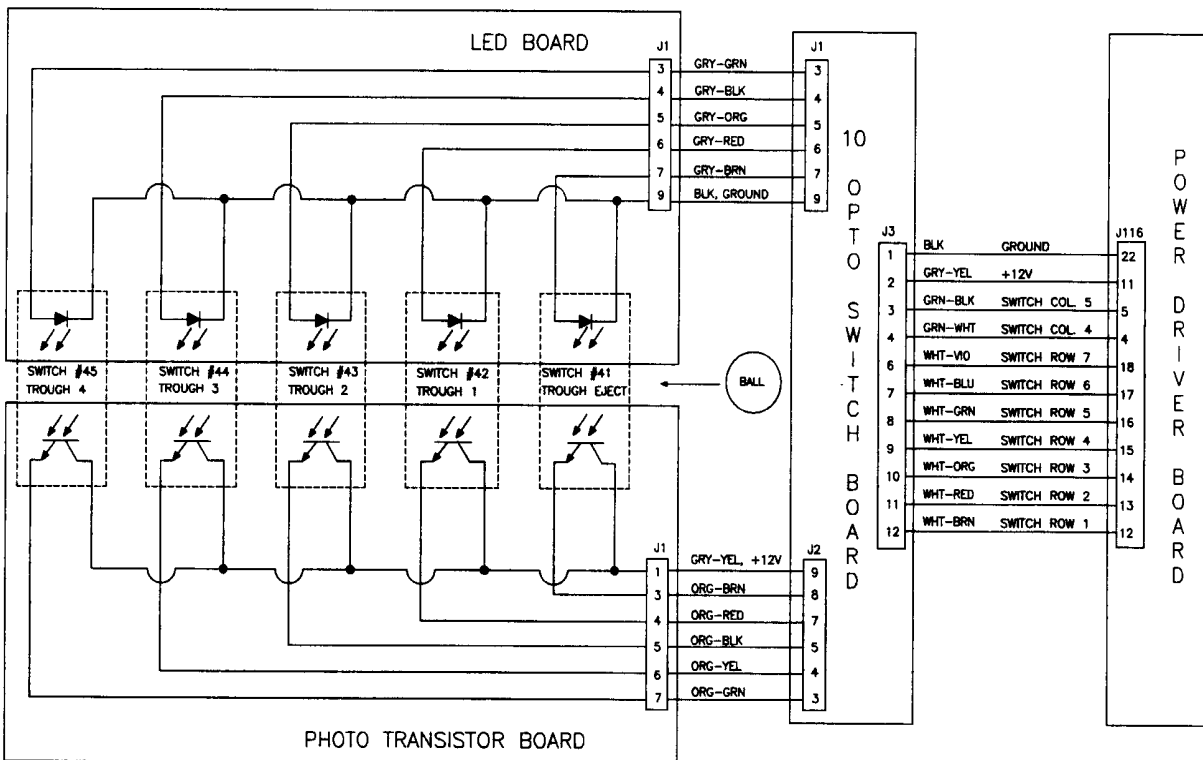 LED BOARD
J1
3
4
5
6
7
9
GRY-GRN
GRY-BLK
GRY-ORG
GRY-RED
GRY-BRN
BLK, GROUND
J1
3
4
5
6
7
9
10 OPTO SWITCH BOARD
POWER DRIVER BOARD
J3
1
2
3
4
6
7
8
9
10
11
12
BLK GROUND
GRY-YEL +12V
GRN-BLK SWITCH COL. 5
GRN-WHT SWITCH COL. 4
WHT-VIO SWITCH ROW 7
WHT-BLU SWITCH ROW 6
WHT-GRN SWITCH ROW 5
WHT-YEL SWITCH ROW 4
WHT-ORG SWITCH ROW 3
WHT-RED SWITCH ROW 2
WHT-BRN SWITCH ROW 1
J116
22
11
5
4
18
17
16
15
14
13
12
SWITCH #45
TROUGH 4
SWITCH #44
TROUGH 3
SWITCH #43
TROUGH 2
SWITCH #42
TROUGH 1
SWITCH #41
TROUGH EJECT
BALL
J1
1
3
4
5
6
7
GRY-YEL, +12V
ORG-BRN
ORG-RED
ORG-BLK
ORG-YEL
ORG-GRN
J2
9
8
7
5
4
3
PHOTO TRANSISTOR BOARD